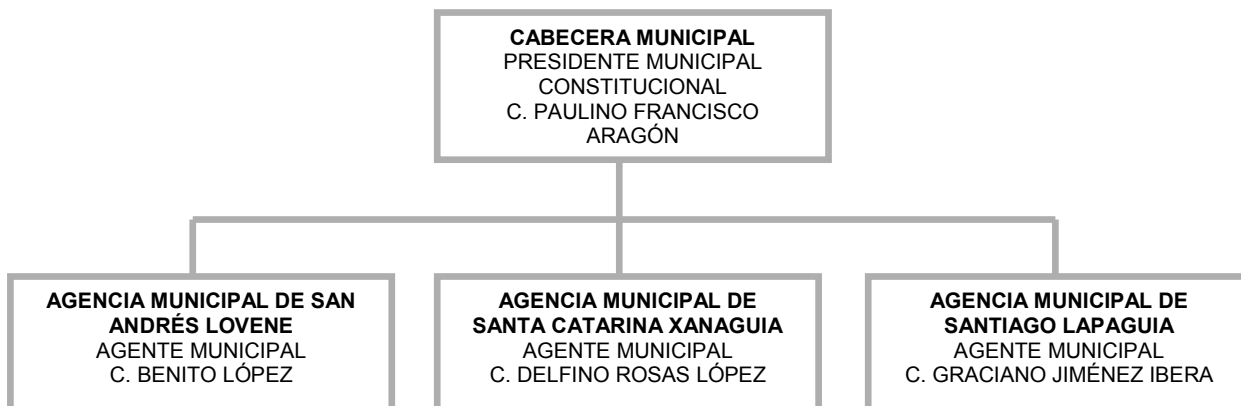 CABECERA MUNICIPAL
PRESIDENTE MUNICIPAL
CONSTITUCIONAL
C. PAULINO FRANCISCO
ARAGÓN
AGENCIA MUNICIPAL DE SAN
ANDRÉS LOVENE
AGENTE MUNICIPAL
C. BENITO LÓPEZ
AGENCIA MUNICIPAL DE
SANTA CATARINA XANAGUIA
AGENTE MUNICIPAL
C. DELFINO ROSAS LÓPEZ
AGENCIA MUNICIPAL DE
SANTIAGO LAPAGUIA
AGENTE MUNICIPAL
C. GRACIANO JIMÉNEZ IBERA